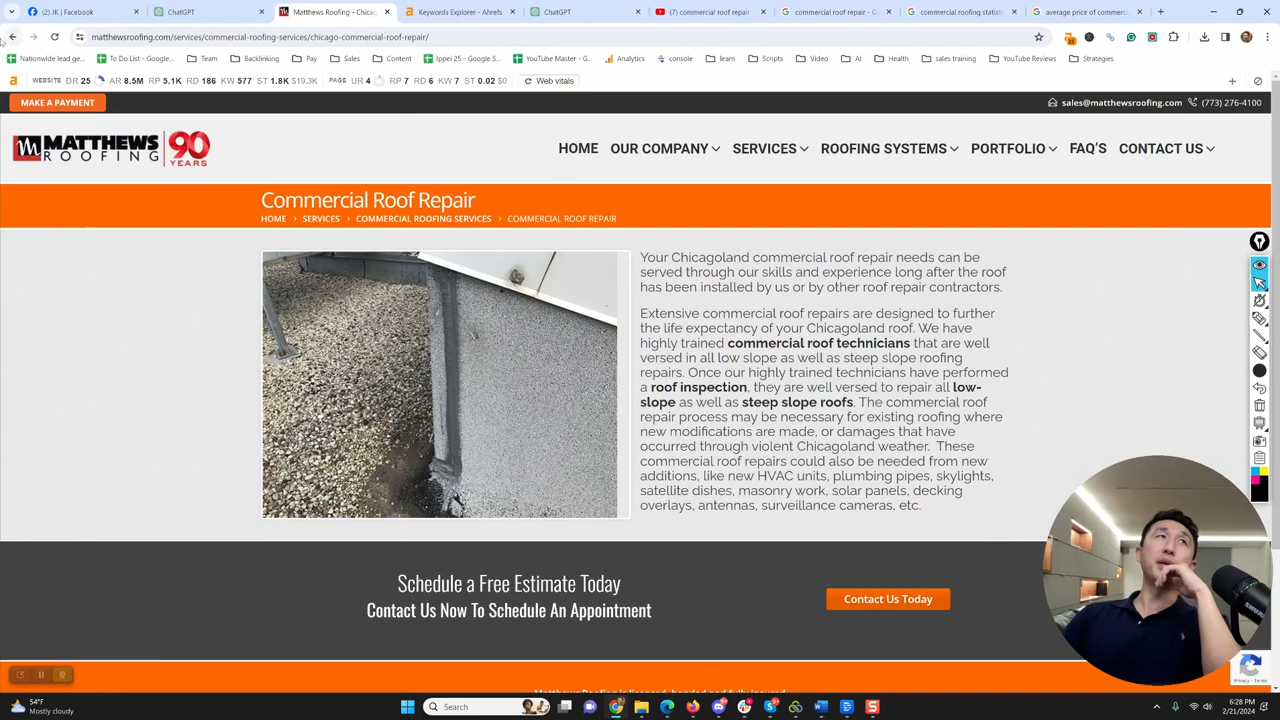 (2) JK | Facebook
ChatGPT
Matthews Roofing - Chicag
Keywords Explorer - Ahrefs
ChatGPT
(7) commercial roof repair
commercial roof repair - G
commercial roofing statist
average price of commerc
matthewsroofing.com/services/commercial-roofing-services/chicago-commercial-roof-repair/
Nationwide lead ge...
To Do List - Google...
Team
Backlinking
Pay
Sales
Content
Ippei 25 - Google S...
YouTube Master - G...
Analytics
console
learn
Scripts
Video
AI
Health
sales training
YouTube Reviews
Strategies
WEBSITE DR 25 AR 8.5M RP 5.1K RD 186 KW 577 ST 1.8K $19.3K PAGE UR 4 RP 7 RD 6 KW 7 ST 0.02 $0 Web vitals
MAKE A PAYMENT
sales@matthewsroofing.com (773) 276-4100
MATTHEWS
ROOFING
90
YEARS
HOME OUR COMPANY SERVICES ROOFING SYSTEMS PORTFOLIO FAQ'S CONTACT US
Commercial Roof Repair
HOME > SERVICES > COMMERCIAL ROOFING SERVICES > COMMERCIAL ROOF REPAIR
Your Chicagoland commercial roof repair needs can be
served through our skills and experience long after the roof
has been installed by us or by other roof repair contractors.
Extensive commercial roof repairs are designed to further
the life expectancy of your Chicagoland roof. We have
highly trained commercial roof technicians that are well
versed in all low slope as well as steep slope roofing
repairs. Once our highly trained technicians have performed
a roof inspection, they are well versed to repair all low-
slope as well as steep slope roofs. The commercial roof
repair process may be necessary for existing roofing where
new modifications are made, or damages that have
occurred through violent Chicagoland weather. These
commercial roof repairs could also be needed from new
additions, like new HVAC units, plumbing pipes, skylights,
satellite dishes, masonry work, solar panels, decking
overlays, antennas, surveillance cameras, etc.
Schedule a Free Estimate Today
Contact Us Now To Schedule An Appointment
Contact Us Today
Privacy - Terms
54°F
Mostly cloudy
Search
6:28 PM
2/21/2024